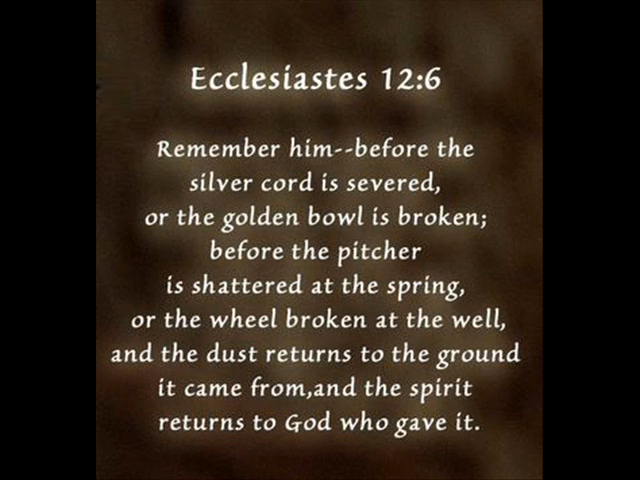 Ecclesiastes 12:6
Remember him--before the
silver cord is severed,
or the golden bowl is broken;
before the pitcher
is shattered at the spring,
or the wheel broken at the well,
and the dust returns to the ground
it came from,and the spirit
returns to God who gave it.